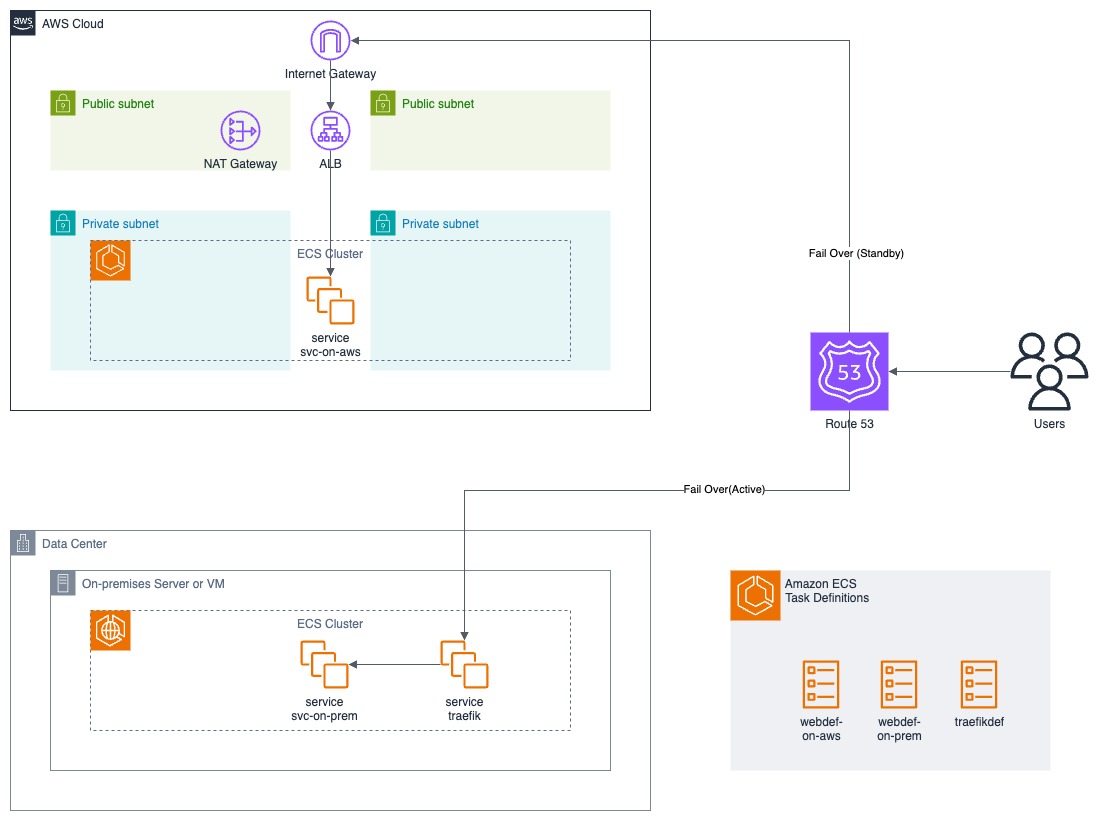 aws
AWS Cloud
Internet Gateway
Public subnet
Public subnet
NAT Gateway
ALB
Private subnet
Private subnet
ECS Cluster
service
svc-on-aws
Fail Over (Standby)
53
Route 53
Users
Fail Over(Active)
Data Center
On-premises Server or VM
ECS Cluster
service
svc-on-prem
service
traefik
Amazon ECS
Task Definitions
webdef-
on-aws
webdef-
on-prem
traefikdef